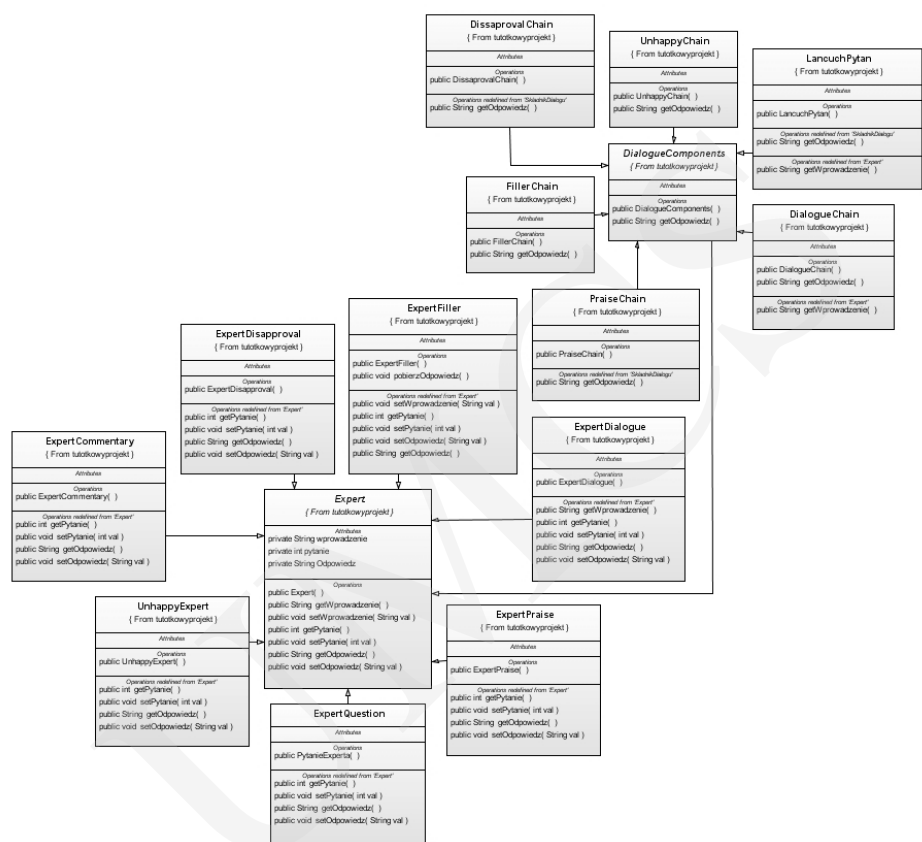 DissaprovalChain
{ From tutotkowyprojekt }
Attributes
Operations
public DissaprovalChain( )
Operations redefined from 'SkladnikDialogu'
public String getOdpowiedz( )
UnhappyChain
{ From tutotkowyprojekt }
Attributes
Operations
public UnhappyChain( )
public String getOdpowiedz( )
LancuchPytan
{ From tutotkowyprojekt }
Attributes
Operations
public LancuchPytan( )
Operations redefined from 'SkladnikDialogu'
public String getOdpowiedz( )
Operations redefined from 'Expert'
public String getWprowadzenie( )
DialogueComponents
{ From tutotkowyprojekt }
Attributes
Operations
public DialogueComponents( )
public String getOdpowiedz( )
FillerChain
{ From tutotkowyprojekt }
Attributes
Operations
public FillerChain( )
public String getOdpowiedz( )
DialogueChain
{ From tutotkowyprojekt }
Attributes
Operations
public DialogueChain( )
public String getOdpowiedz( )
Operations redefined from 'Expert'
public String getWprowadzenie( )
PraiseChain
{ From tutotkowyprojekt }
Attributes
Operations
public PraiseChain( )
Operations redefined from 'SkladnikDialogu'
public String getOdpowiedz( )
ExpertFiller
{ From tutotkowyprojekt }
Attributes
Operations
public ExpertFiller( )
public void pobierzOdpowiedz( )
Operations redefined from 'Expert'
public void setWprowadzenie( String val )
public int getPytanie( )
public void setPytanie( int val )
public void setOdpowiedz( String val )
public String getOdpowiedz( )
ExpertDisapproval
{ From tutotkowyprojekt }
Attributes
Operations
public ExpertDisapproval( )
Operations redefined from 'Expert'
public int getPytanie( )
public void setPytanie( int val )
public String getOdpowiedz( )
public void setOdpowiedz( String val )
ExpertDialogue
{ From tutotkowyprojekt }
Attributes
Operations
public ExpertDialogue( )
Operations redefined from 'Expert'
public String getWprowadzenie( )
public int getPytanie( )
public void setPytanie( int val )
public String getOdpowiedz( )
public void setOdpowiedz( String val )
ExpertCommentary
{ From tutotkowyprojekt }
Attributes
Operations
public ExpertCommentary( )
Operations redefined from 'Expert'
public int getPytanie( )
public void setPytanie( int val )
public String getOdpowiedz( )
public void setOdpowiedz( String val )
Expert
{ From tutotkowyprojekt }
Attributes
private String wprowadzenie
private int pytanie
private String Odpowiedz
Operations
public Expert( )
public String getWprowadzenie( )
public void setWprowadzenie( String val )
public int getPytanie( )
public void setPytanie( int val )
public String getOdpowiedz( )
public void setOdpowiedz( String val )
UnhappyExpert
{ From tutotkowyprojekt }
Attributes
Operations
public UnhappyExpert( )
Operations redefined from 'Expert'
public int getPytanie( )
public void setPytanie( int val )
public String getOdpowiedz( )
public void setOdpowiedz( String val )
ExpertPraise
{ From tutotkowyprojekt }
Attributes
Operations
public ExpertPraise( )
Operations redefined from 'Expert'
public int getPytanie( )
public void setPytanie( int val )
public String getOdpowiedz( )
public void setOdpowiedz( String val )
ExpertQuestion
{ From tutotkowyprojekt }
Attributes
Operations
public PytanieExperta( )
Operations redefined from 'Expert'
public int getPytanie( )
public void setPytanie( int val )
public String getOdpowiedz( )
public void setOdpowiedz( String val )
UMCS